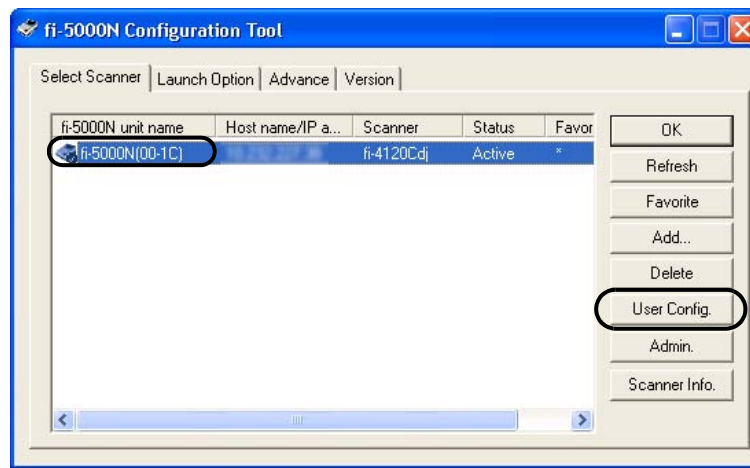 fi-5000N Configuration Tool
Select Scanner Launch Option Advance Version
fi-5000N unit name Host name/IP a... Scanner Status Favor
fi-5000N(00-1C) fi-4120Cdj Active *
OK
Refresh
Favorite
Add...
Delete
User Config.
Admin.
Scanner Info.